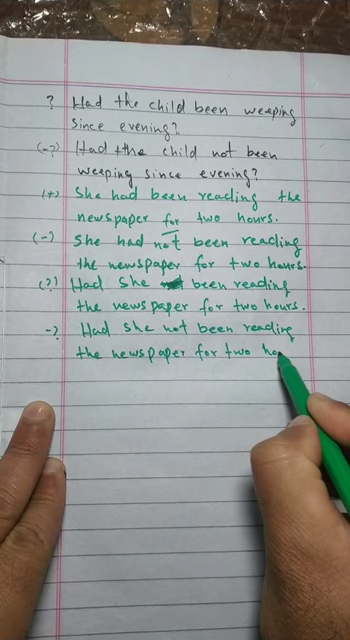 ? Had the child been weeping
since evening?
(-?) Had the child not been
weeping since evening?
(+) She had been reading the
newspaper for two hours.
(-) She had not been reading
the newspaper for two hours.
(?) Had she been reading
the newspaper for two hours.
-? Had she not been reading
the newspaper for two ho